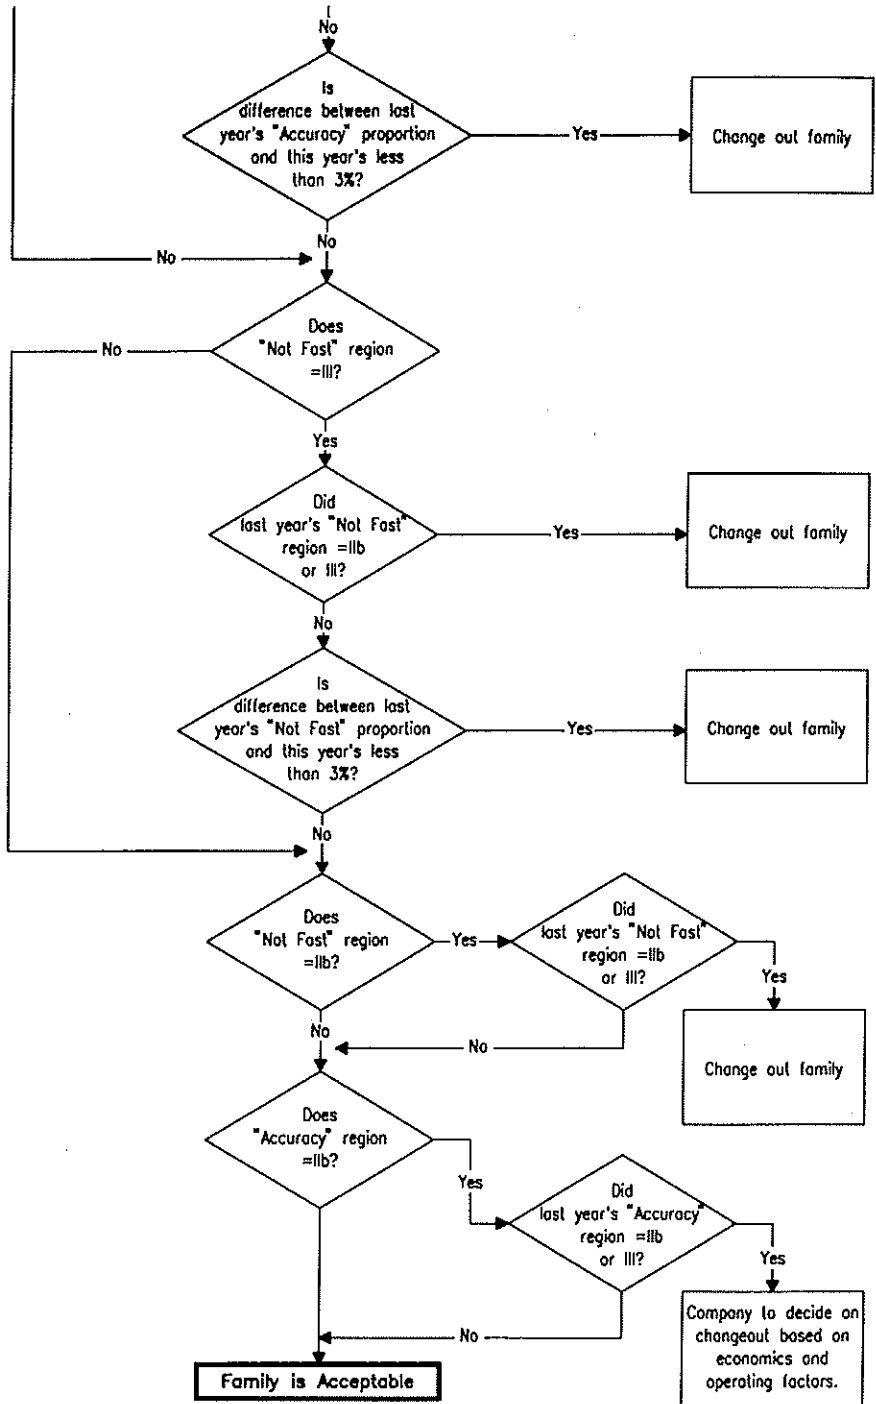 No
Is
difference between last
year's "Accuracy" proportion
and this year's less
than 3%?
Yes
Change out family
No
No
Does
"Not Fast" region
=III?
No
Yes
Did
last year's "Not Fast"
region =IIb
or III?
Yes
Change out family
No
Is
difference between last
year's "Not Fast" proportion
and this year's less
than 3%?
Yes
Change out family
No
Does
"Not Fast" region
=IIb?
Yes
Did
last year's "Not Fast"
region =IIb
or III?
Yes
No
No
Change out family
Does
"Accuracy" region
=IIb?
Yes
Did
last year's "Accuracy"
region =IIb
or III?
Yes
No
Company to decide on
changeout based on
economics and
operating factors.
Family is Acceptable